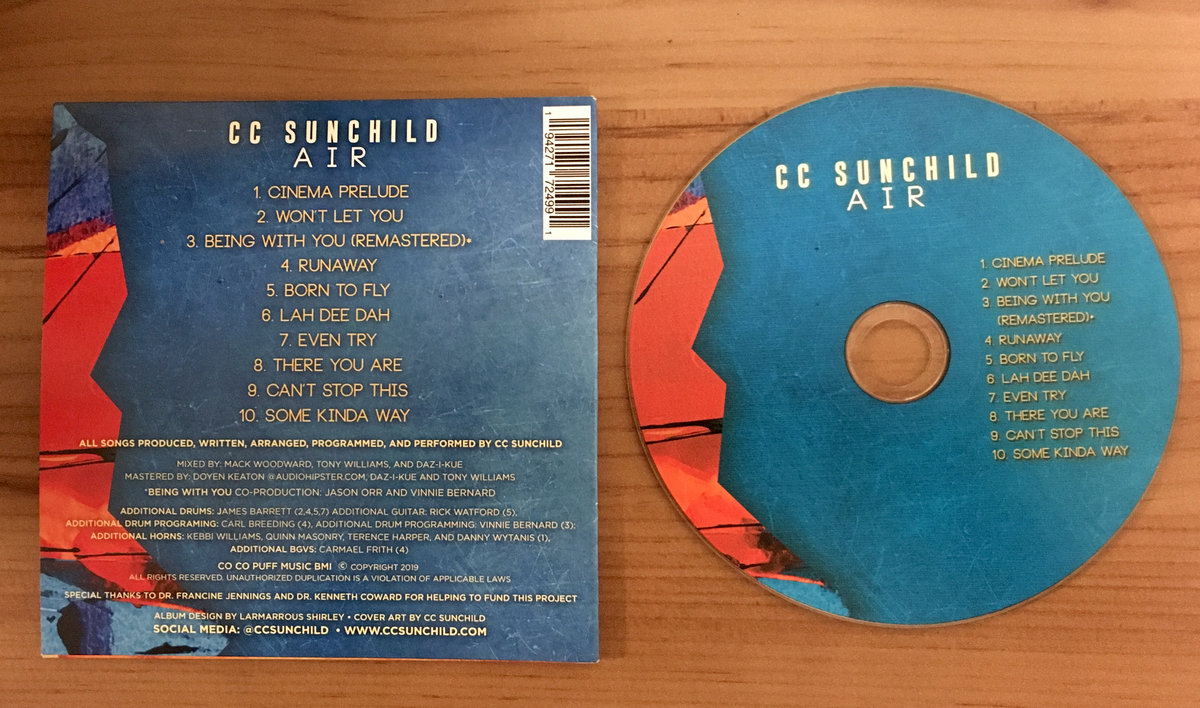 CC SUNCHILD
AIR
1. CINEMA PRELUDE
2. WON'T LET YOU
3. BEING WITH YOU (REMASTERED)*
4. RUNAWAY
5. BORN TO FLY
6. LAH DEE DAH
7. EVEN TRY
8. THERE YOU ARE
9. CAN'T STOP THIS
10. SOME KINDA WAY
ALL SONGS PRODUCED, WRITTEN, ARRANGED, PROGRAMMED, AND PERFORMED BY CC SUNCHILD
MIXED BY: MACK WOODWARD, TONY WILLIAMS, AND DAZ-I-KUE
MASTERED BY: DOYEN KEATON @AUDIOHIPSTER.COM, DAZ-I-KUE AND TONY WILLIAMS
*BEING WITH YOU CO-PRODUCTION: JASON ORR AND VINNIE BERNARD
ADDITIONAL DRUMS: JAMES BARRETT (2,4,5,7) ADDITIONAL GUITAR: RICK WATFORD (5),
ADDITIONAL DRUM PROGRAMING: CARL BREEDING (4), ADDITIONAL DRUM PROGRAMMING: VINNIE BERNARD (3);
ADDITIONAL HORNS: KEBBI WILLIAMS, QUINN MASONRY, TERENCE HARPER, AND DANNY WYTANIS (1),
ADDITIONAL BGVS: CARMAEL FRITH (4)
CO CO PUFF MUSIC BMI © COPYRIGHT 2019
ALL RIGHTS RESERVED. UNAUTHORIZED DUPLICATION IS A VIOLATION OF APPLICABLE LAWS
SPECIAL THANKS TO DR. FRANCINE JENNINGS AND DR. KENNETH COWARD FOR HELPING TO FUND THIS PROJECT
ALBUM DESIGN BY LARMARROUS SHIRLEY • COVER ART BY CC SUNCHILD
SOCIAL MEDIA: @CCSUNCHILD • WWW.CCSUNCHILD.COM
1 94271 72499 1
CC SUNCHILD
AIR
1. CINEMA PRELUDE
2. WON'T LET YOU
3. BEING WITH YOU
(REMASTERED)*
4. RUNAWAY
5. BORN TO FLY
6. LAH DEE DAH
7. EVEN TRY
8. THERE YOU ARE
9. CAN'T STOP THIS
10. SOME KINDA WAY